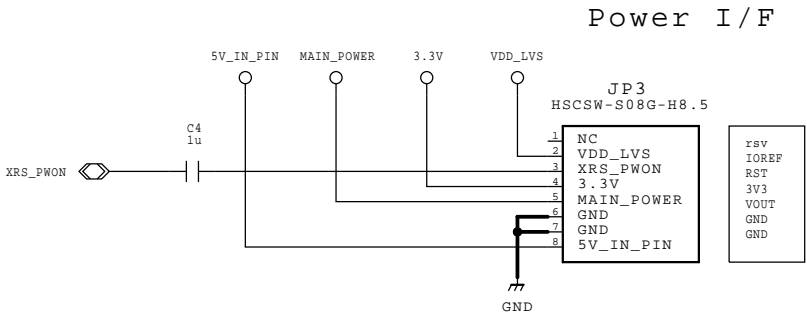 Power I/F
5V_IN_PIN MAIN_POWER 3.3V VDD_LVS
JP3
HSCSW-S08G-H8.5
C4
1u
XRS_PWON
1 NC
2 VDD_LVS
3 XRS_PWON
4 3.3V
5 MAIN_POWER
6 GND
7 GND
8 5V_IN_PIN
rsv
IOREF
RST
3V3
VOUT
GND
GND
GND